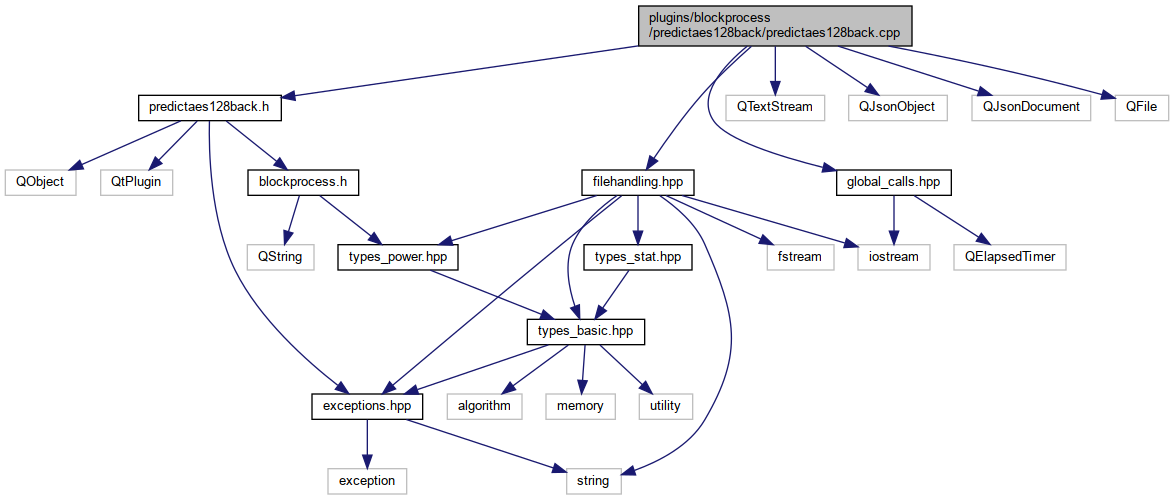 plugins/blockprocess
/predictaes128back/predictaes128back.cpp
predictaes128back.h
QTextStream
QJsonObject
QJsonDocument
QFile
QObject
QtPlugin
blockprocess.h
filehandling.hpp
global_calls.hpp
QString
types_power.hpp
types_stat.hpp
fstream
iostream
QElapsedTimer
types_basic.hpp
exceptions.hpp
algorithm
memory
utility
exception
string